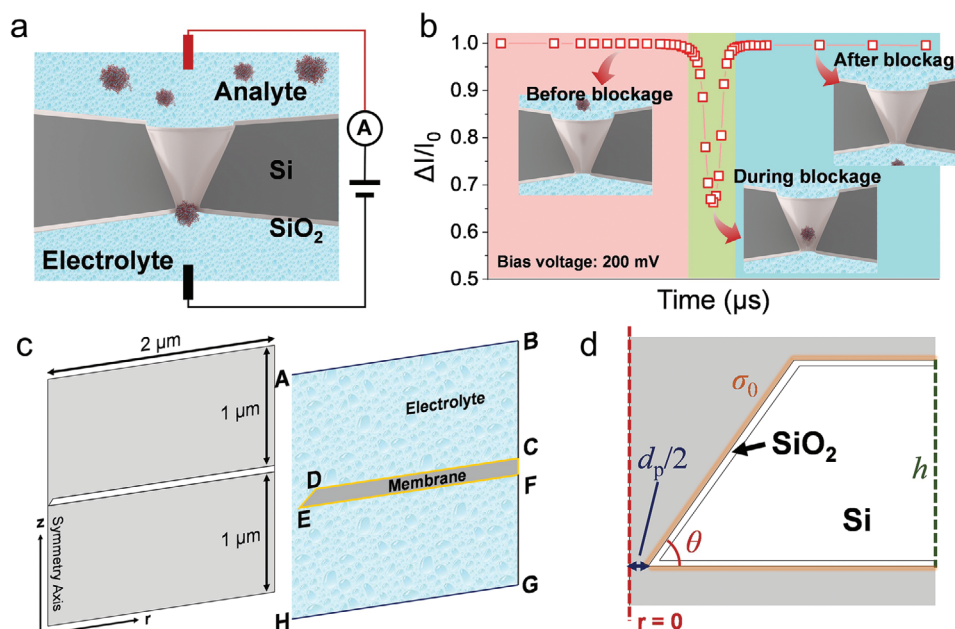 a
Analyte
A
Si
SiO2
Electrolyte
b
ΔI/I0
1.0
0.9
0.8
0.7
0.6
0.5
Before blockage
After blockag
During blockage
Bias voltage: 200 mV
Time (μs)
c
2 μm
1 μm
1 μm
Symmetry Axis
z
r
A
B
Electrolyte
C
D
Membrane
F
E
G
H
d
σ0
SiO2
dp/2
h
Si
θ
r = 0